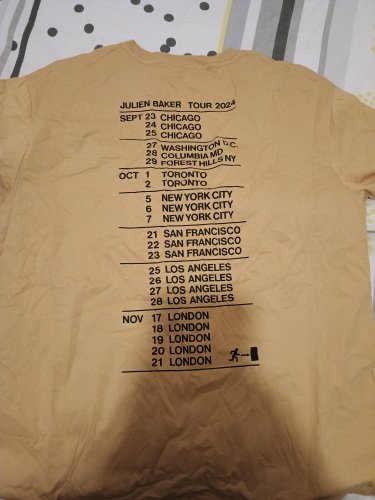 JULIEN BAKER TOUR 2024
SEPT 23 CHICAGO
24 CHICAGO
25 CHICAGO
27 WASHINGTON D.C.
28 COLUMBIA MD
29 FOREST HILLS NY
OCT 1 TORONTO
2 TORONTO
5 NEW YORK CITY
6 NEW YORK CITY
7 NEW YORK CITY
21 SAN FRANCISCO
22 SAN FRANCISCO
23 SAN FRANCISCO
25 LOS ANGELES
26 LOS ANGELES
27 LOS ANGELES
28 LOS ANGELES
NOV 17 LONDON
18 LONDON
19 LONDON
20 LONDON
21 LONDON